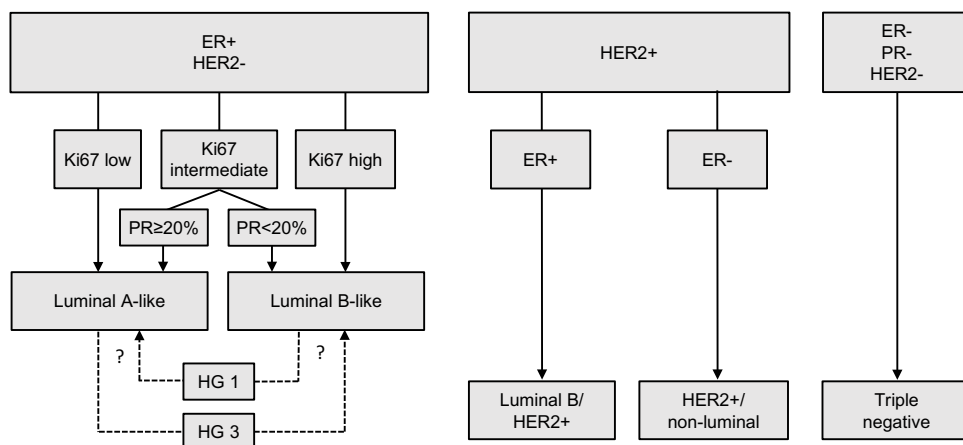 ER+
HER2-
HER2+
ER-
PR-
HER2-
Ki67 low
Ki67
intermediate
Ki67 high
ER+
ER-
PR≥20%
PR<20%
Luminal A-like
Luminal B-like
?
?
HG 1
HG 3
Luminal B/
HER2+
HER2+/
non-luminal
Triple
negative